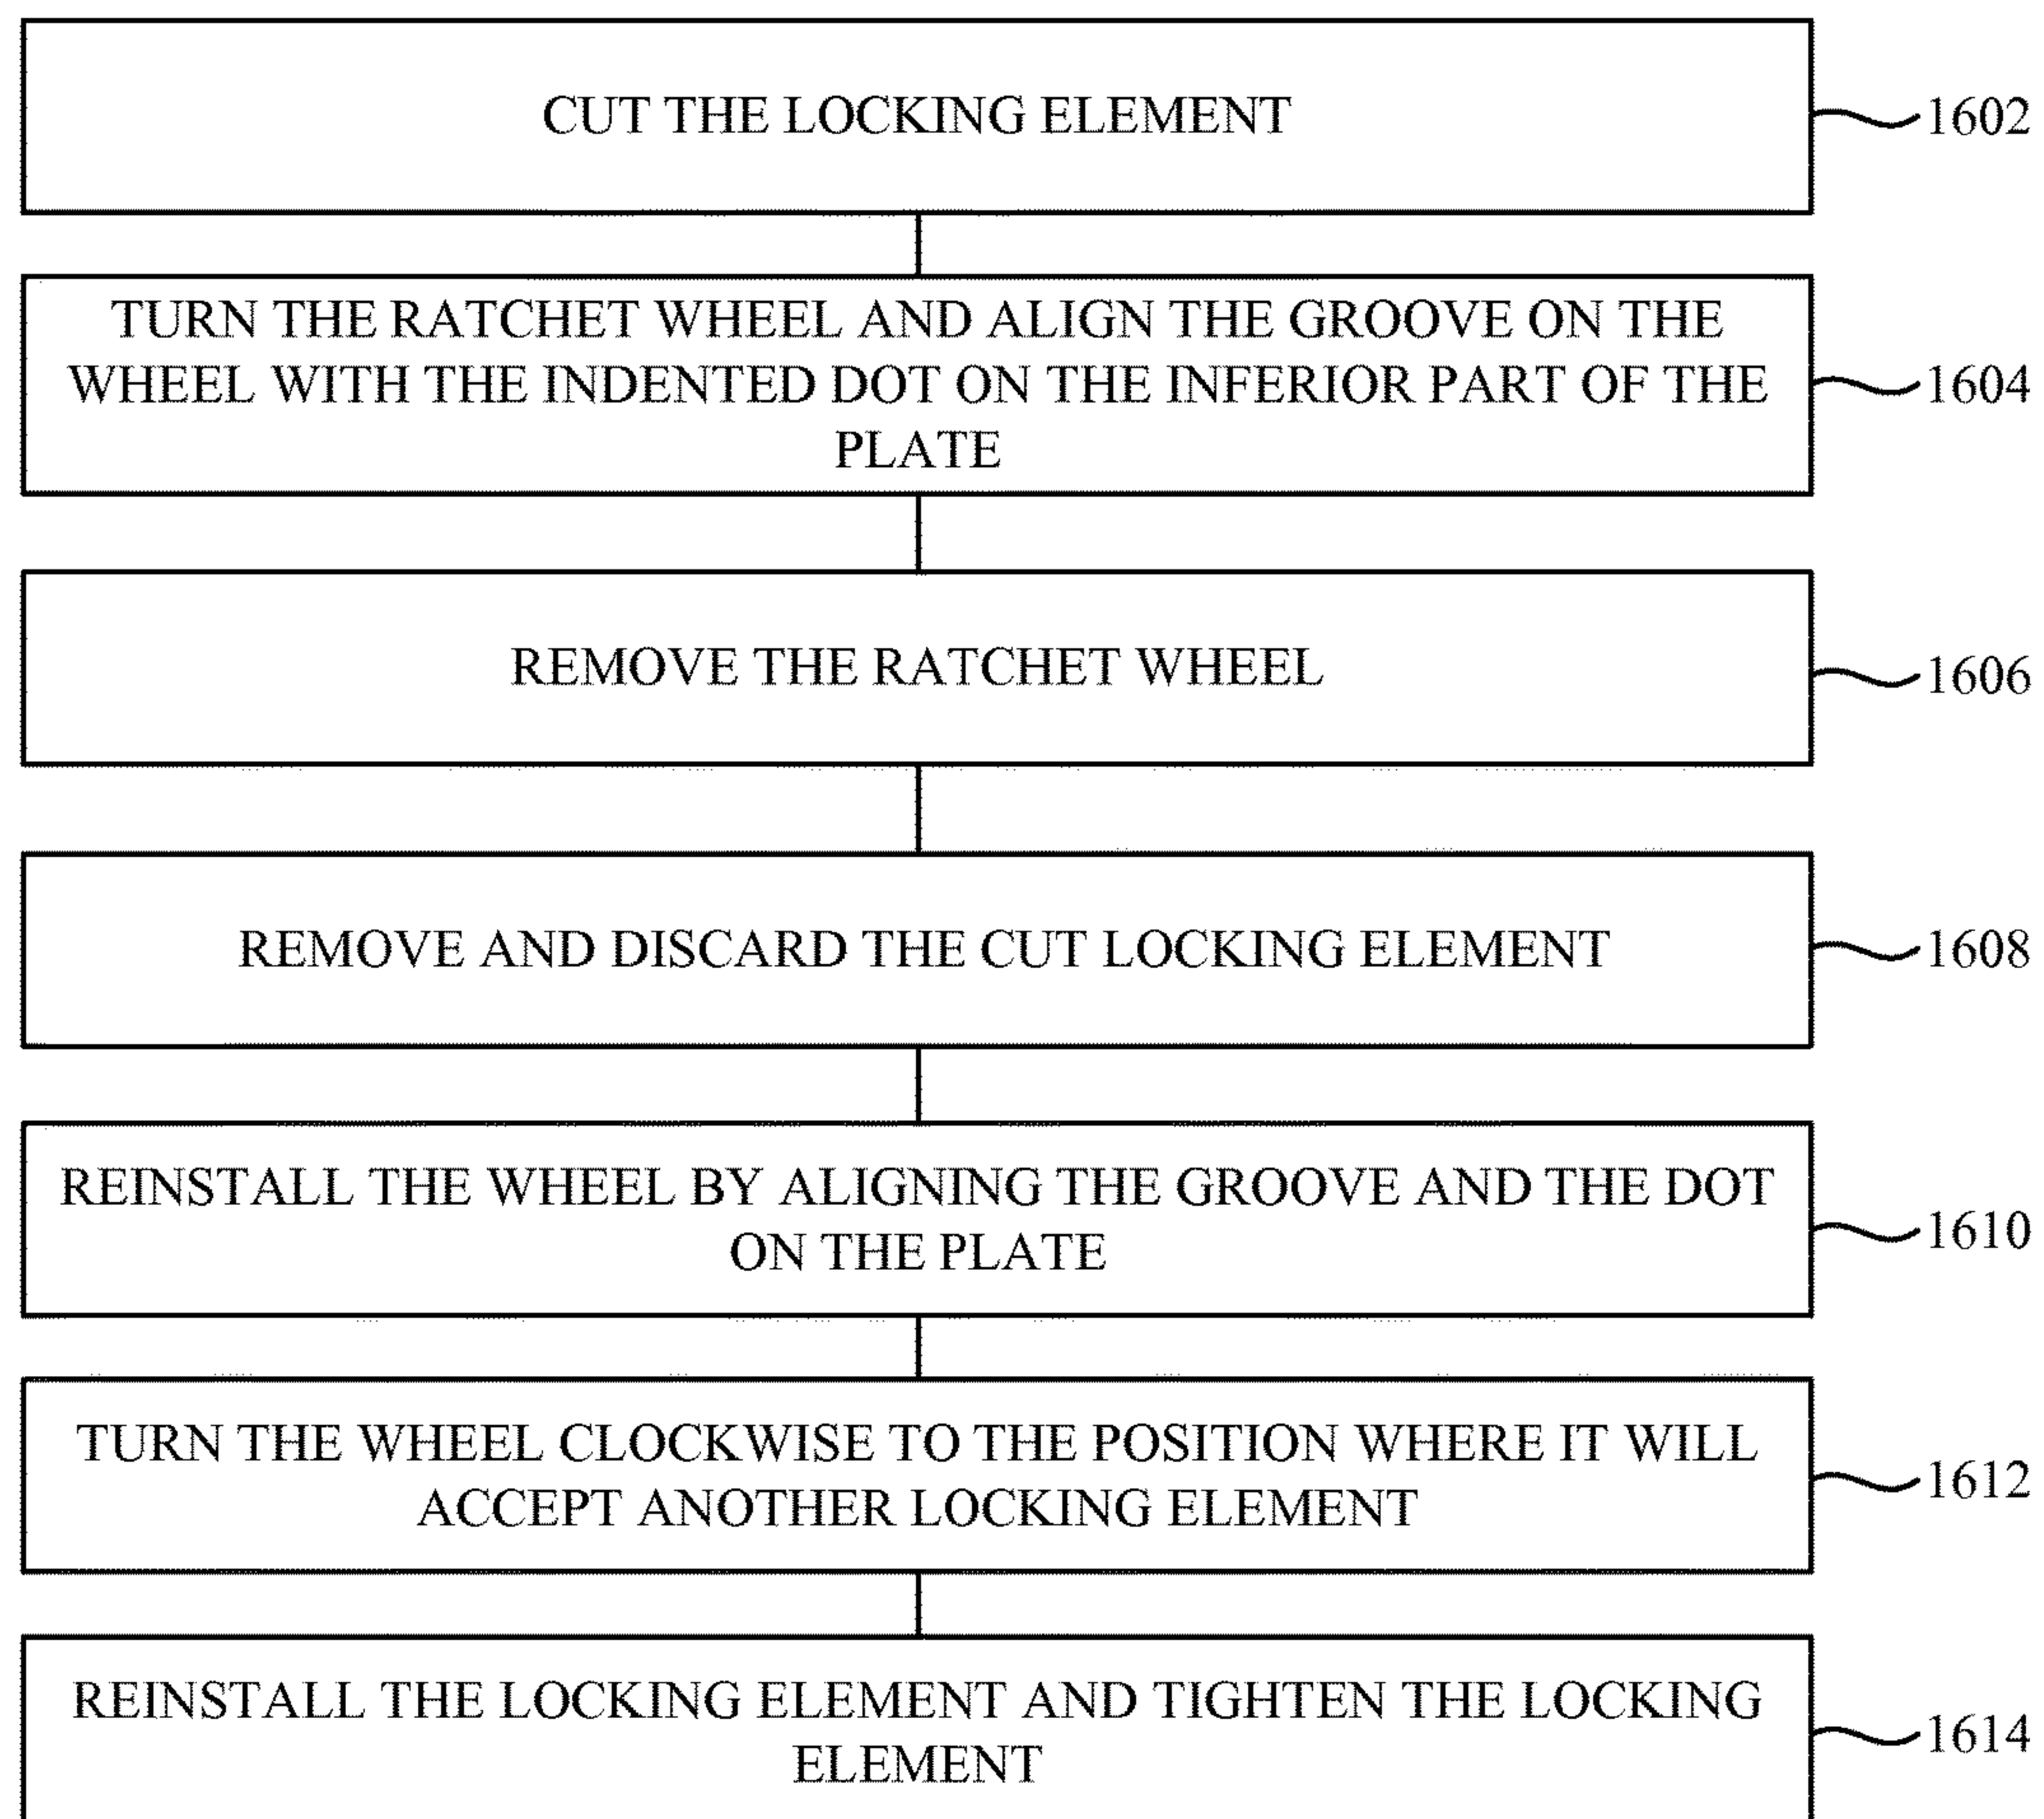 CUT THE LOCKING ELEMENT
1602
TURN THE RATCHET WHEEL AND ALIGN THE GROOVE ON THE
WHEEL WITH THE INDENTED DOT ON THE INFERIOR PART OF THE
PLATE
1604
REMOVE THE RATCHET WHEEL
1606
REMOVE AND DISCARD THE CUT LOCKING ELEMENT
1608
REINSTALL THE WHEEL BY ALIGNING THE GROOVE AND THE DOT
ON THE PLATE
1610
TURN THE WHEEL CLOCKWISE TO THE POSITION WHERE IT WILL
ACCEPT ANOTHER LOCKING ELEMENT
1612
REINSTALL THE LOCKING ELEMENT AND TIGHTEN THE LOCKING
ELEMENT
1614